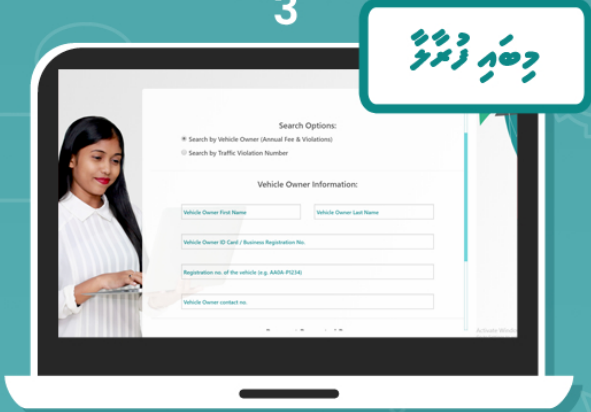 3
މިބައި ފުރާލާ
Search Options:
Search by Vehicle Owner (Annual Fee & Violations)
Search by Traffic Violation Number
Vehicle Owner Information:
Vehicle Owner First Name
Vehicle Owner Last Name
Vehicle Owner ID Card / Business Registration No.
Registration no. of the vehicle (e.g. AA0A-P1234)
Vehicle Owner contact no.
Activate Windo